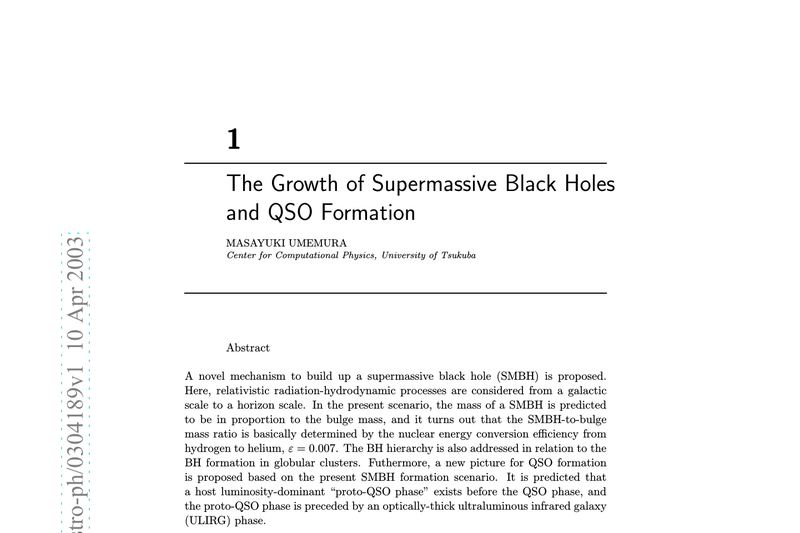 1
The Growth of Supermassive Black Holes
and QSO Formation
MASAYUKI UMEMURA
Center for Computational Physics, University of Tsukuba
Abstract
A novel mechanism to build up a supermassive black hole (SMBH) is proposed.
Here, relativistic radiation-hydrodynamic processes are considered from a galactic
scale to a horizon scale. In the present scenario, the mass of a SMBH is predicted
to be in proportion to the bulge mass, and it turns out that the SMBH-to-bulge
mass ratio is basically determined by the nuclear energy conversion efficiency from
hydrogen to helium, ε = 0.007. The BH hierarchy is also addressed in relation to the
BH formation in globular clusters. Futhermore, a new picture for QSO formation
is proposed based on the present SMBH formation scenario. It is predicted that
a host luminosity-dominant “proto-QSO phase” exists before the QSO phase, and
the proto-QSO phase is preceded by an optically-thick ultraluminous infrared galaxy
(ULIRG) phase.
stro-ph/0304189v1 10 Apr 2003